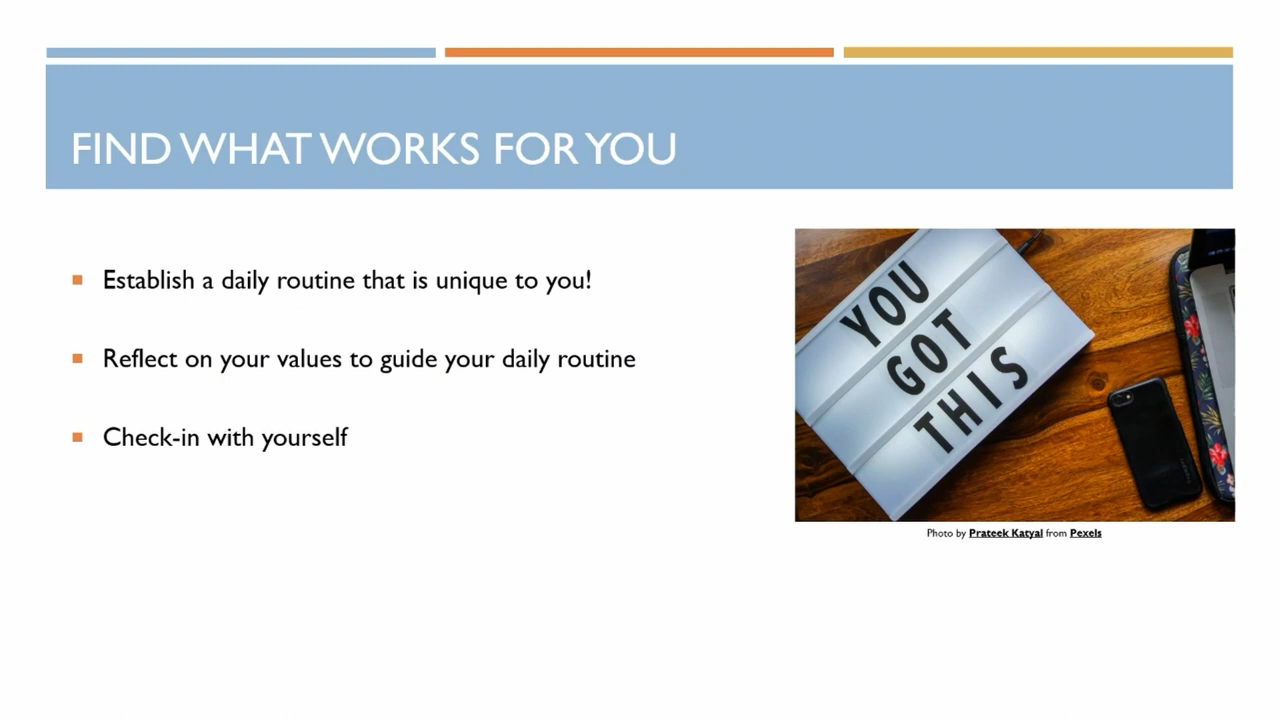 FIND WHAT WORKS FOR YOU
Establish a daily routine that is unique to you!
Reflect on your values to guide your daily routine
Check-in with yourself
YOU
GOT
THIS
Photo by Prateek Katyal from Pexels